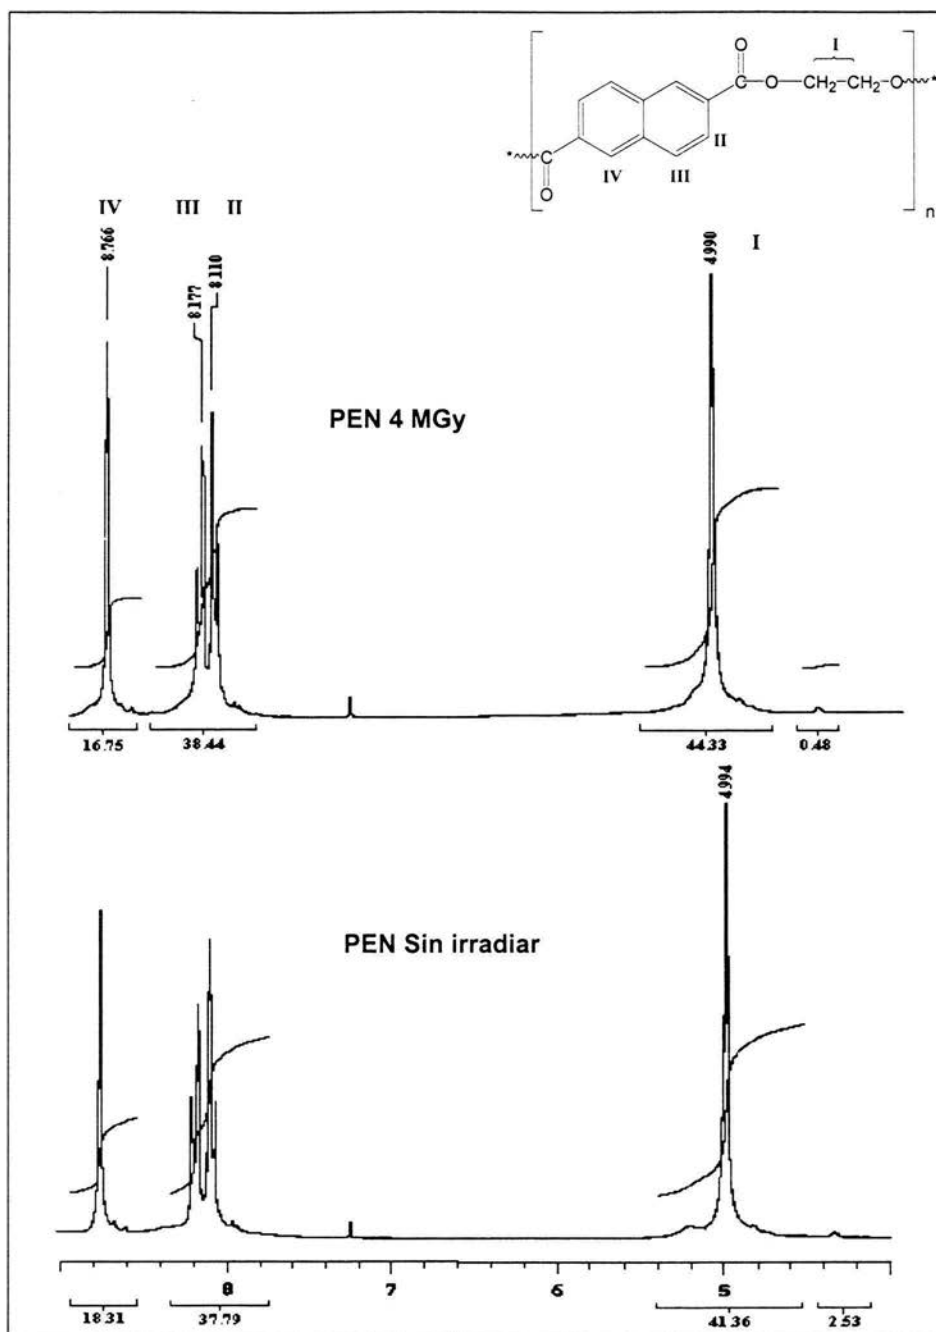 I
O
C
O
CH2
CH2
O
*
II
*
C
IV
III
O
n
IV
III
II
8.766
8.177
8.110
4.990
I
PEN 4 MGy
16.75
38.44
44.33
0.48
4.994
PEN Sin irradiar
8
7
6
5
18.31
37.79
41.36
2.53